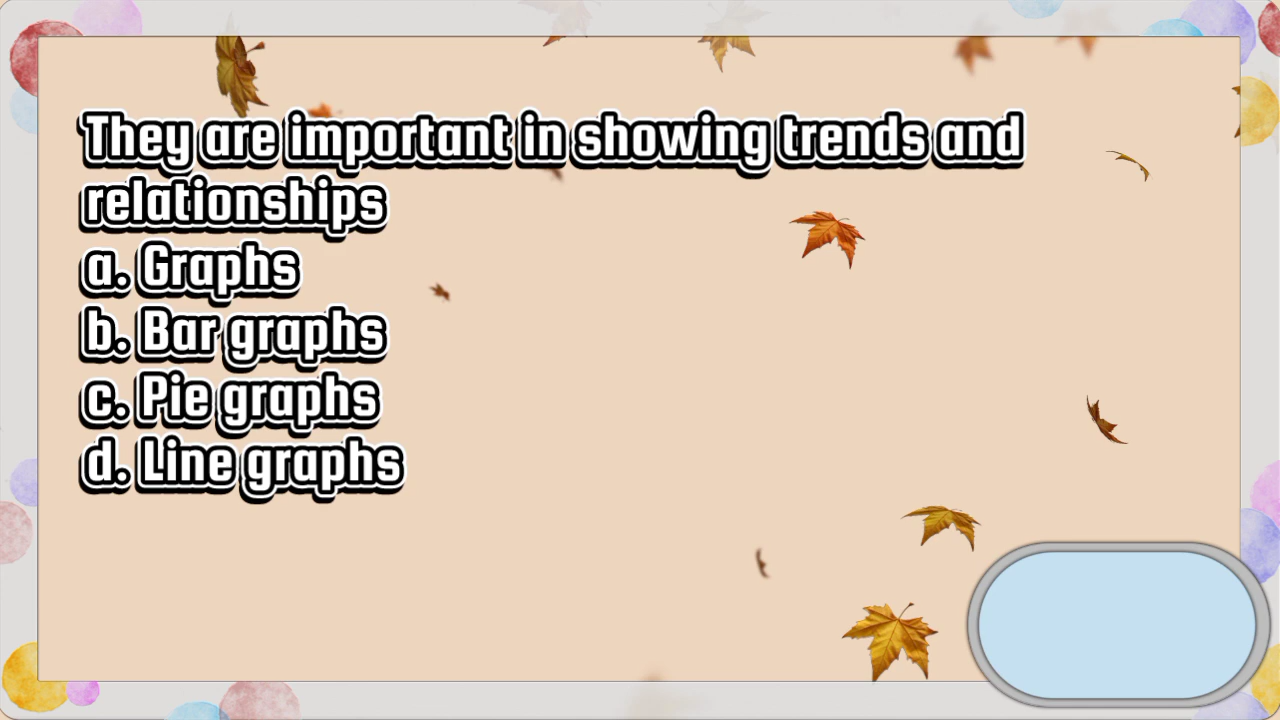 They are important in showing trends and
relationships
a. Graphs
b. Bar graphs
c. Pie graphs
d. Line graphs